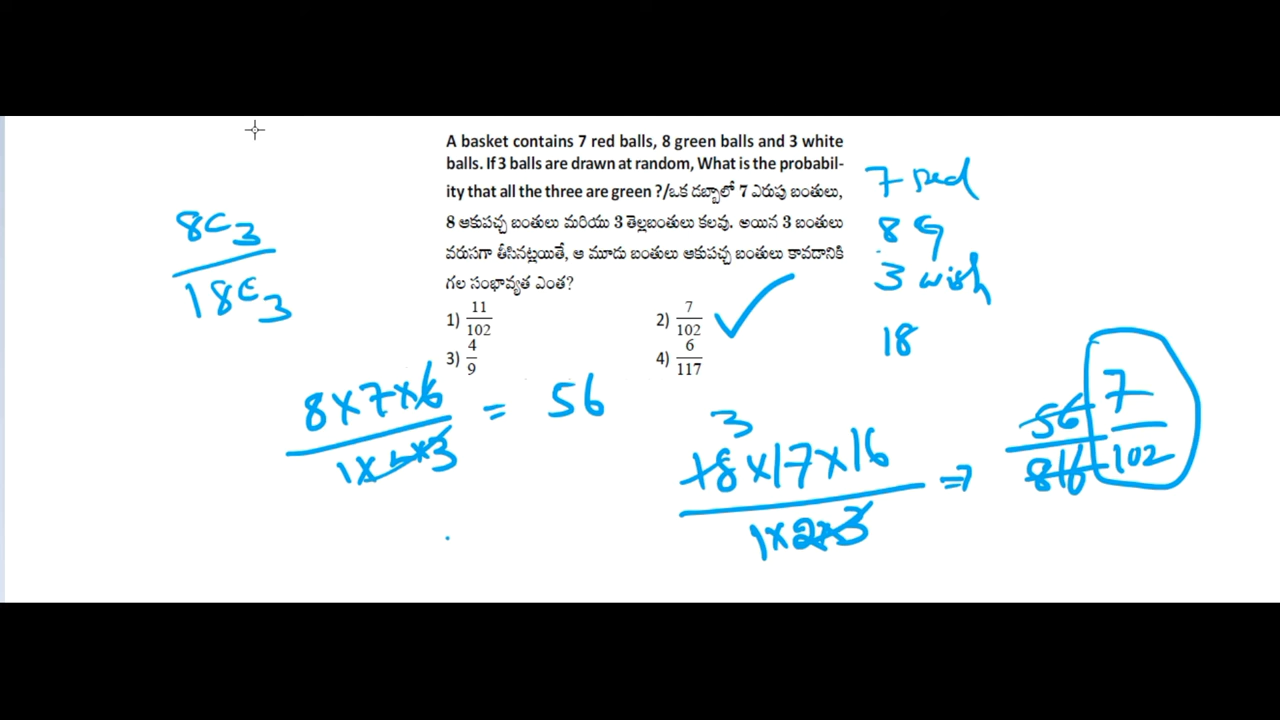 A basket contains 7 red balls, 8 green balls and 3 white
balls. If 3 balls are drawn at random, What is the probabil-
ity that all the three are green ?/ఒక డబ్బాలో 7 ఎరుపు బంతులు,
8 ఆకుపచ్చ బంతులు మరియు 3 తెల్లబంతులు కలవు. అయిన 3 బంతులు
వరుసగా తీసినట్లయితే, ఆ మూడు బంతులు ఆకుపచ్చ బంతులు కావడానికి
గల సంభావ్యత ఎంత?
1) 11/102 2) 7/102
3) 4/9 4) 6/117
7 red
8 G
3 wish
18
8C3
18C3
8×7×6 = 56
1×2×3
3
18×17×16 ⇒ 56/816 7/102
1×2×3